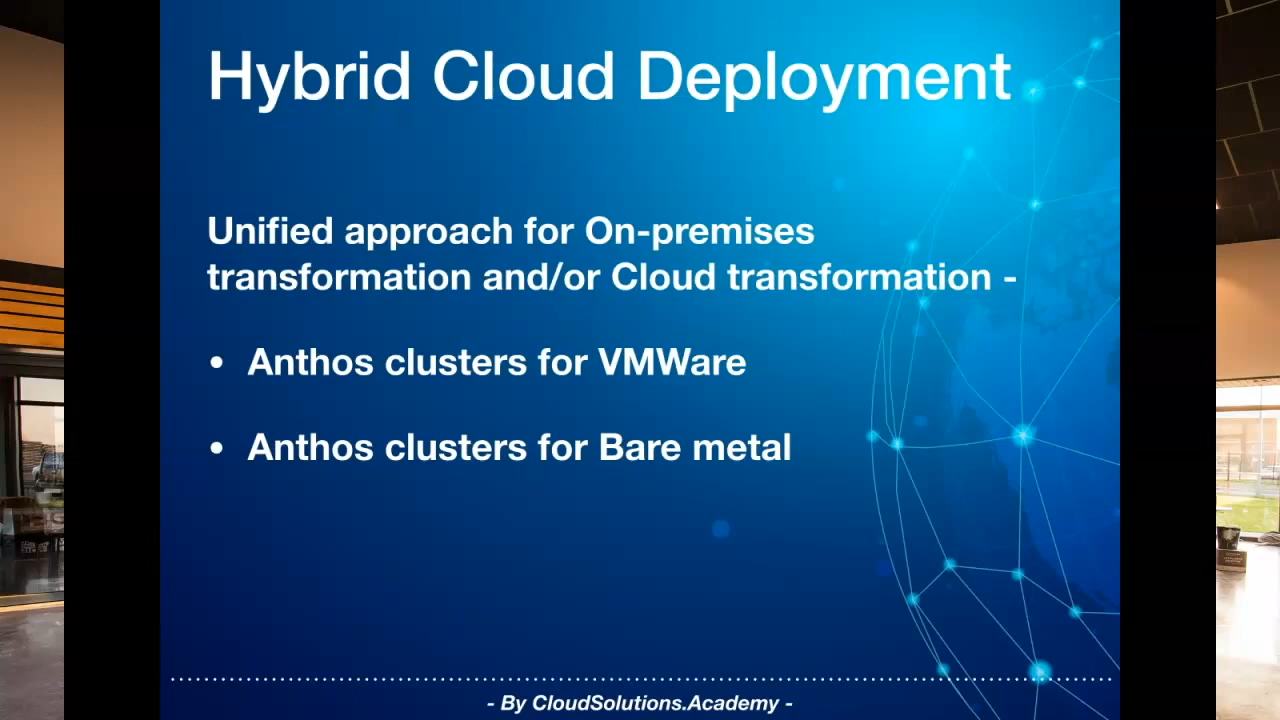 Hybrid Cloud Deployment
Unified approach for On-premises
transformation and/or Cloud transformation -
• Anthos clusters for VMWare
• Anthos clusters for Bare metal
- By CloudSolutions.Academy -